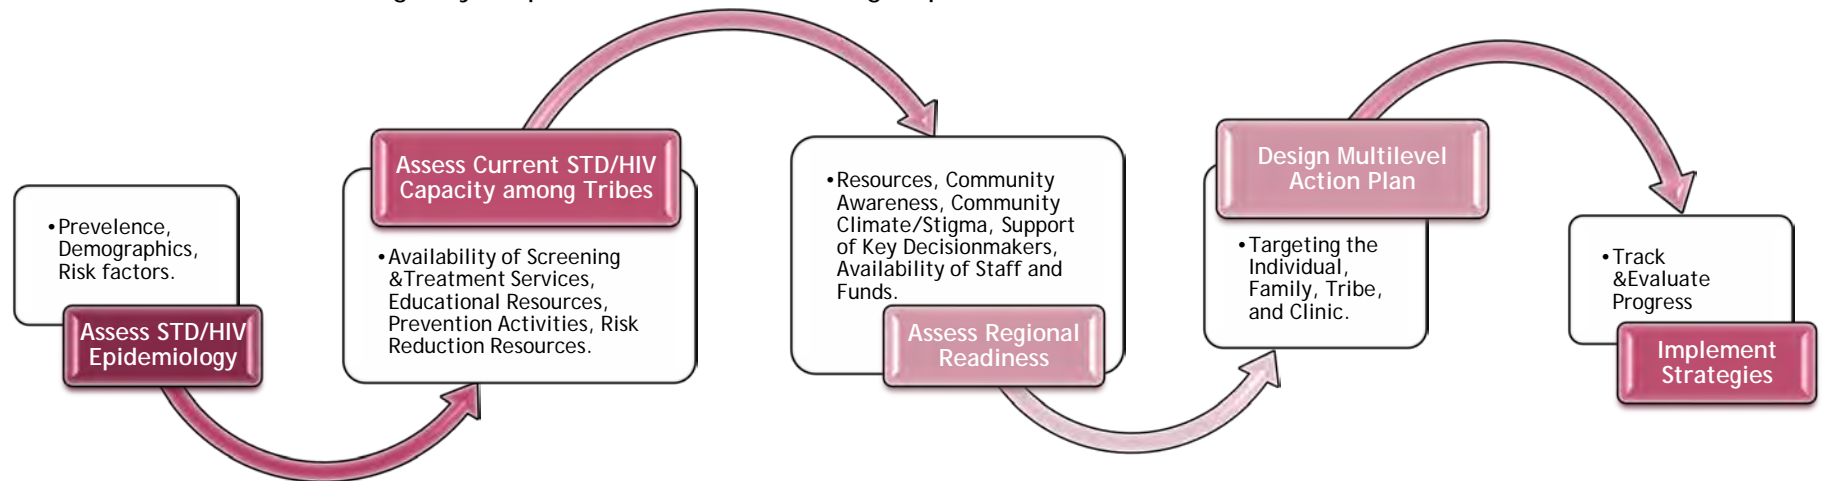 •Prevelence,
Demographics,
Risk factors.
Assess STD/HIV
Epidemiology
Assess Current STD/HIV
Capacity among Tribes
•Availability of Screening
&Treatment Services,
Educational Resources,
Prevention Activities, Risk
Reduction Resources.
•Resources, Community
Awareness, Community
Climate/Stigma, Support
of Key Decisionmakers,
Availability of Staff and
Funds.
Assess Regional
Readiness
Design Multilevel
Action Plan
•Targeting the
Individual,
Family, Tribe,
and Clinic.
•Track
&Evaluate
Progress
Implement
Strategies